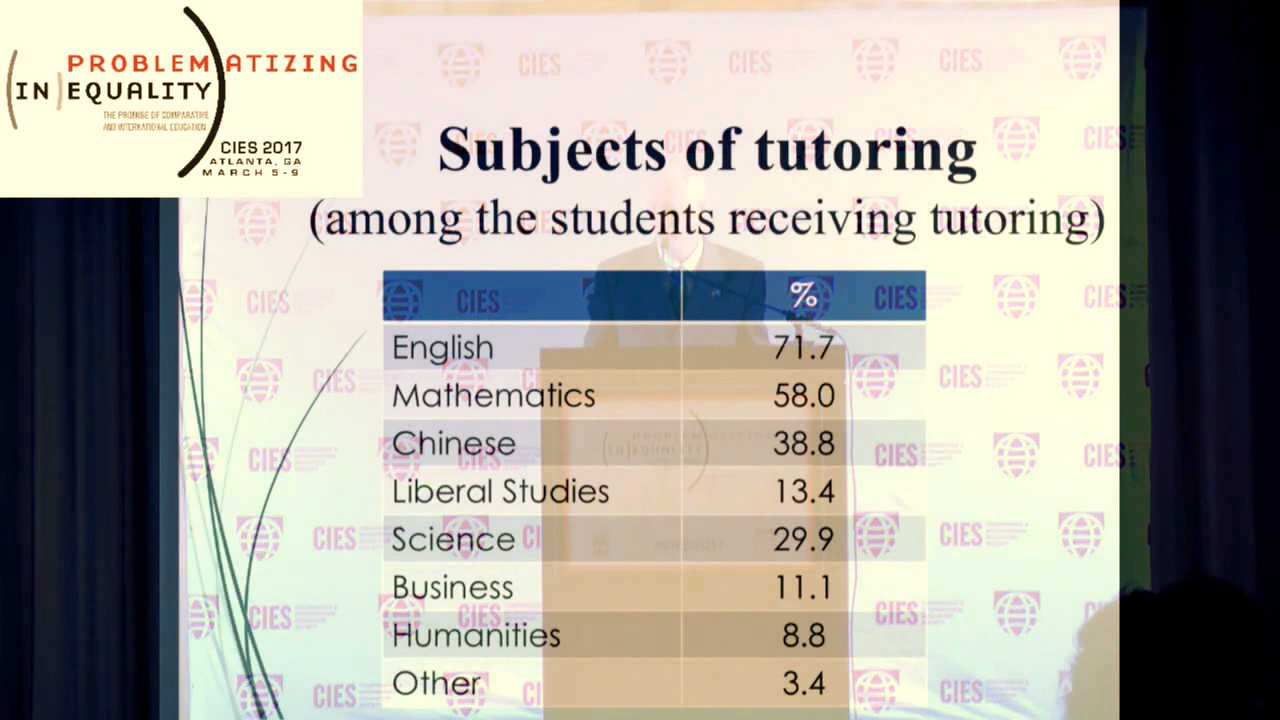 PROBLEMATIZING
(IN)EQUALITY
THE PROMISE OF COMPARATIVE
AND INTERNATIONAL EDUCATION
CIES 2017
ATLANTA, GA
MARCH 5-9
Subjects of tutoring
(among the students receiving tutoring)
%
English 71.7
Mathematics 58.0
Chinese 38.8
Liberal Studies 13.4
Science 29.9
Business 11.1
Humanities 8.8
Other 3.4
CIES